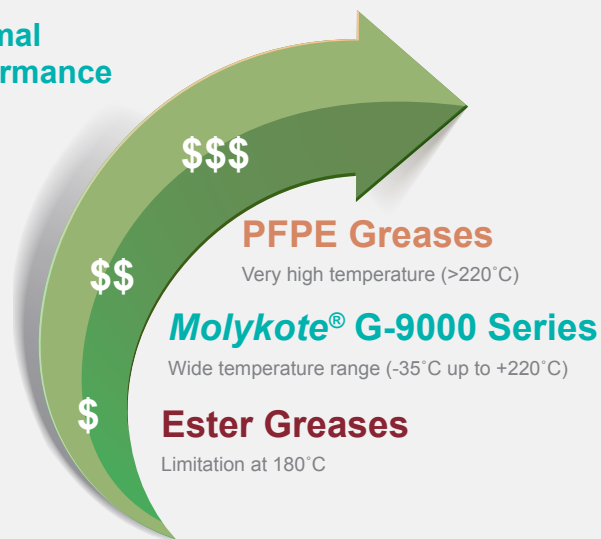 $$$
PFPE Greases
Very high temperature (>220˚C)
$$
Molykote® G-9000 Series
Wide temperature range (-35˚C up to +220˚C)
$
Ester Greases
Limitation at 180˚C